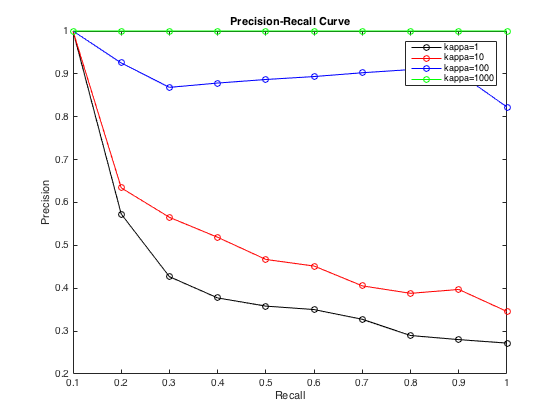 Precision-Recall Curve
kappa=1
kappa=10
kappa=100
kappa=1000
Precision
1
0.9
0.8
0.7
0.6
0.5
0.4
0.3
0.2
0.1 0.2 0.3 0.4 0.5 0.6 0.7 0.8 0.9 1
Recall